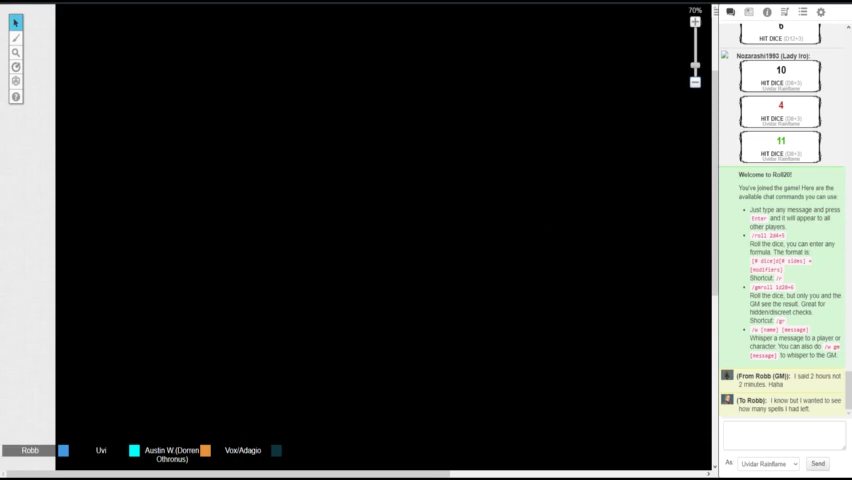 70%
6
HIT DICE (D12+3)
Nozarashi1993 (Lady Iro):
10
HIT DICE (D8+3)
Uvidar Rainflame
4
HIT DICE (D8+3)
Uvidar Rainflame
11
HIT DICE (D8+3)
Uvidar Rainflame
Welcome to Roll20!
You've joined the game! Here are the
available chat commands you can use:
Just type any message and press
Enter and it will appear to all
other players.
/roll 2d4+5
Roll the dice, you can enter any
formula. The format is:
[# dice]d[# sides] +
[modifiers]
Shortcut: /r
/gmroll 1d20+6
Roll the dice, but only you and the
GM see the result. Great for
hidden/discreet checks.
Shortcut: /gr
/w [name] [message]
Whisper a message to a player or
character. You can also do /w gm
[message] to whisper to the GM.
(From Robb (GM)): I said 2 hours not
2 minutes. Haha
(To Robb): I know but I wanted to see
how many spells I had left.
Robb
Uvi
Austin W.(Dorren
Othronus)
Vox/Adagio
As:
Uvidar Rainflame
Send